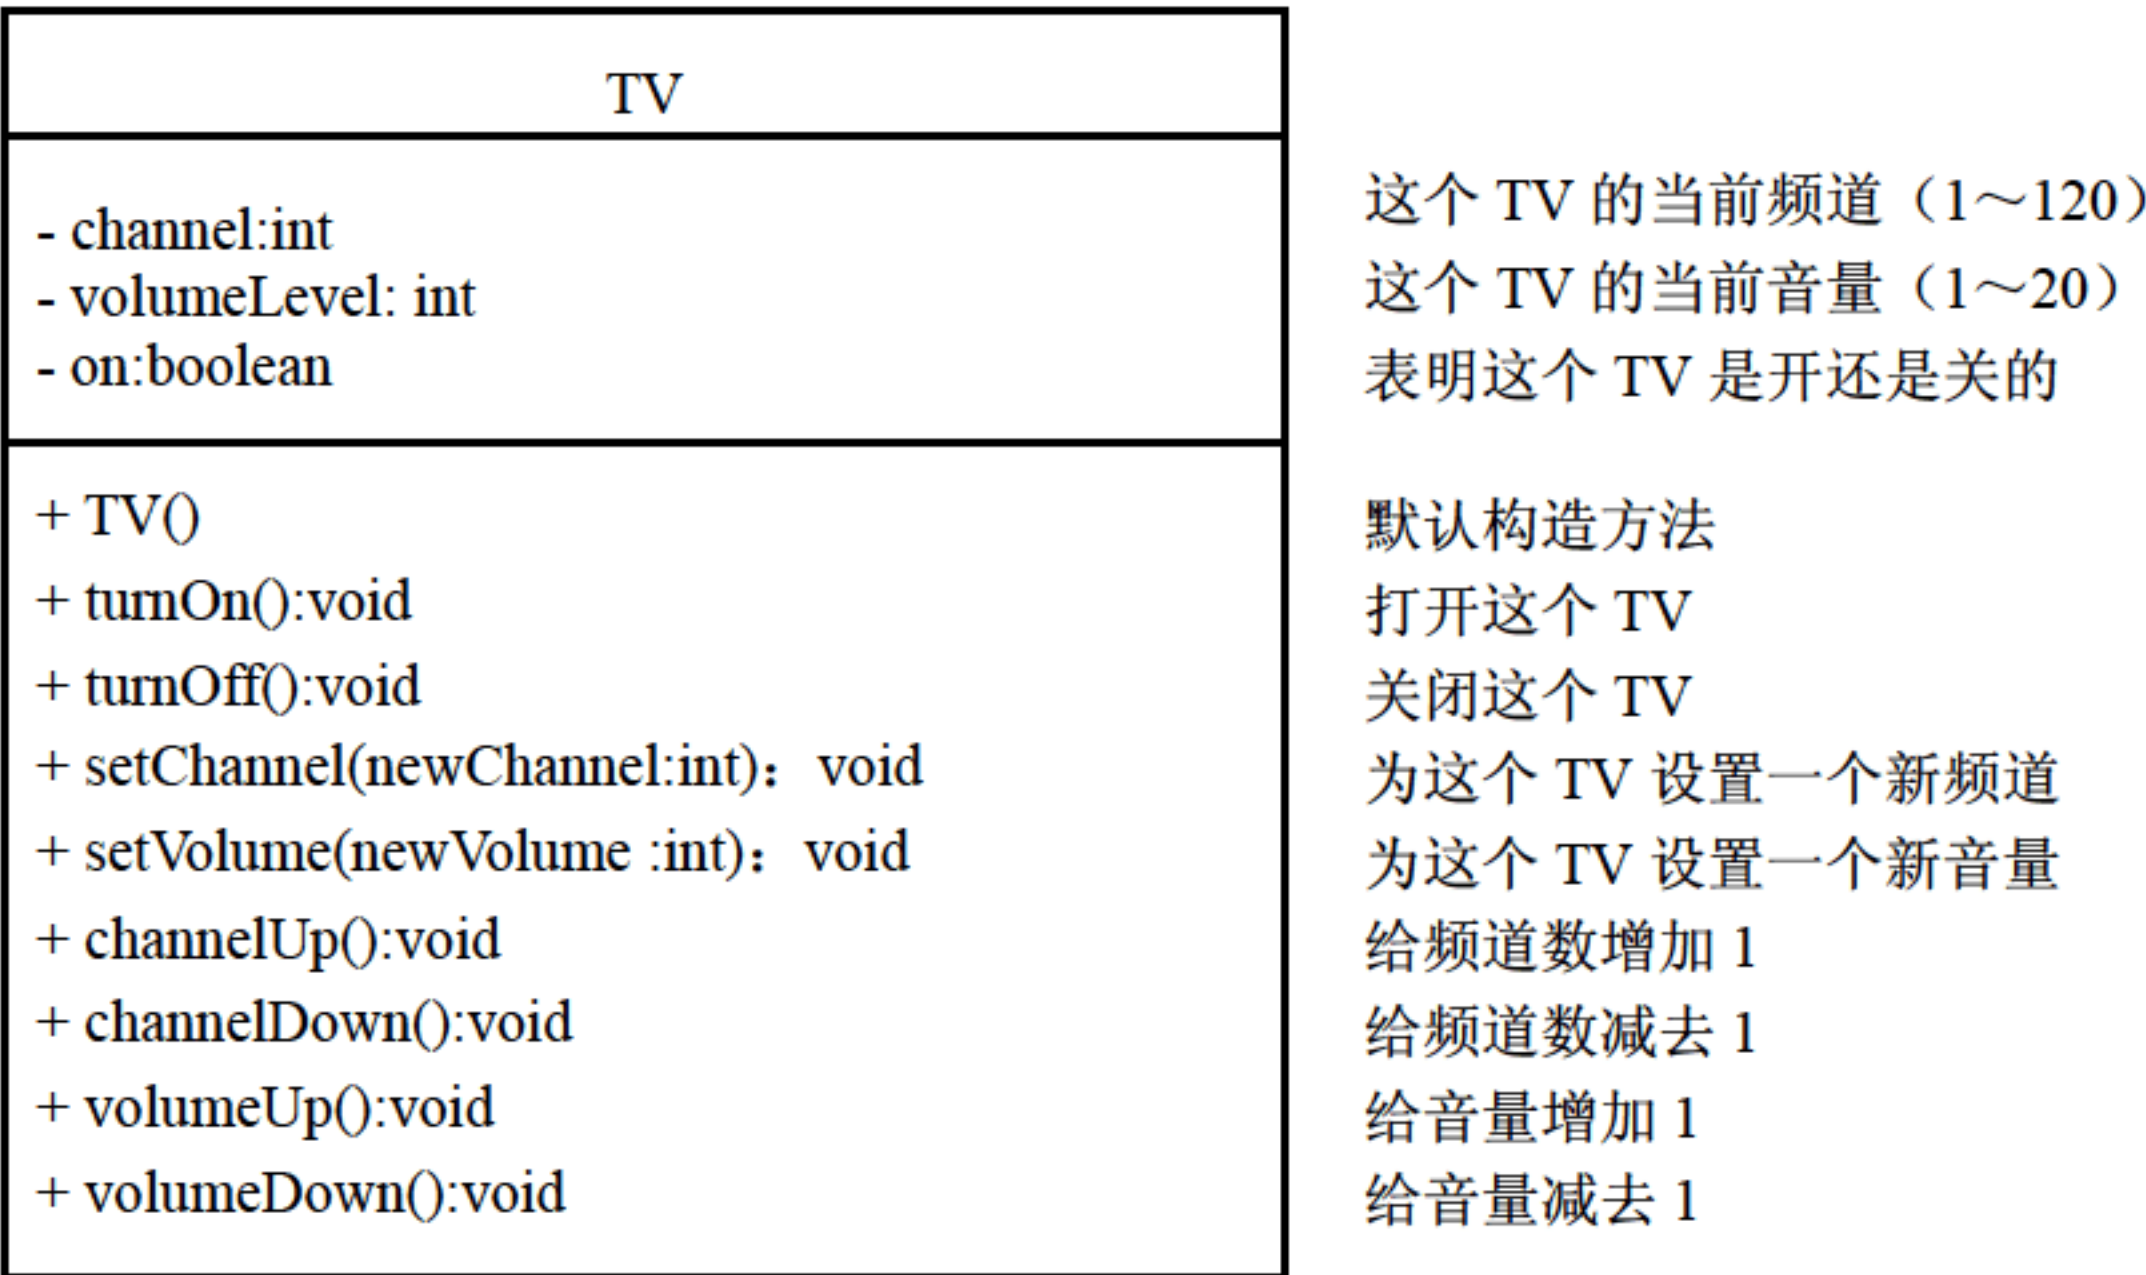 TV
- channel:int
- volumeLevel: int
- on:boolean
这个 TV 的当前频道（1～120）
这个 TV 的当前音量（1～20）
表明这个 TV 是开还是关的
+ TV()
+ turnOn():void
+ turnOff():void
+ setChannel(newChannel:int)： void
+ setVolume(newVolume :int)： void
+ channelUp():void
+ channelDown():void
+ volumeUp():void
+ volumeDown():void
默认构造方法
打开这个 TV
关闭这个 TV
为这个 TV 设置一个新频道
为这个 TV 设置一个新音量
给频道数增加 1
给频道数减去 1
给音量增加 1
给音量减去 1